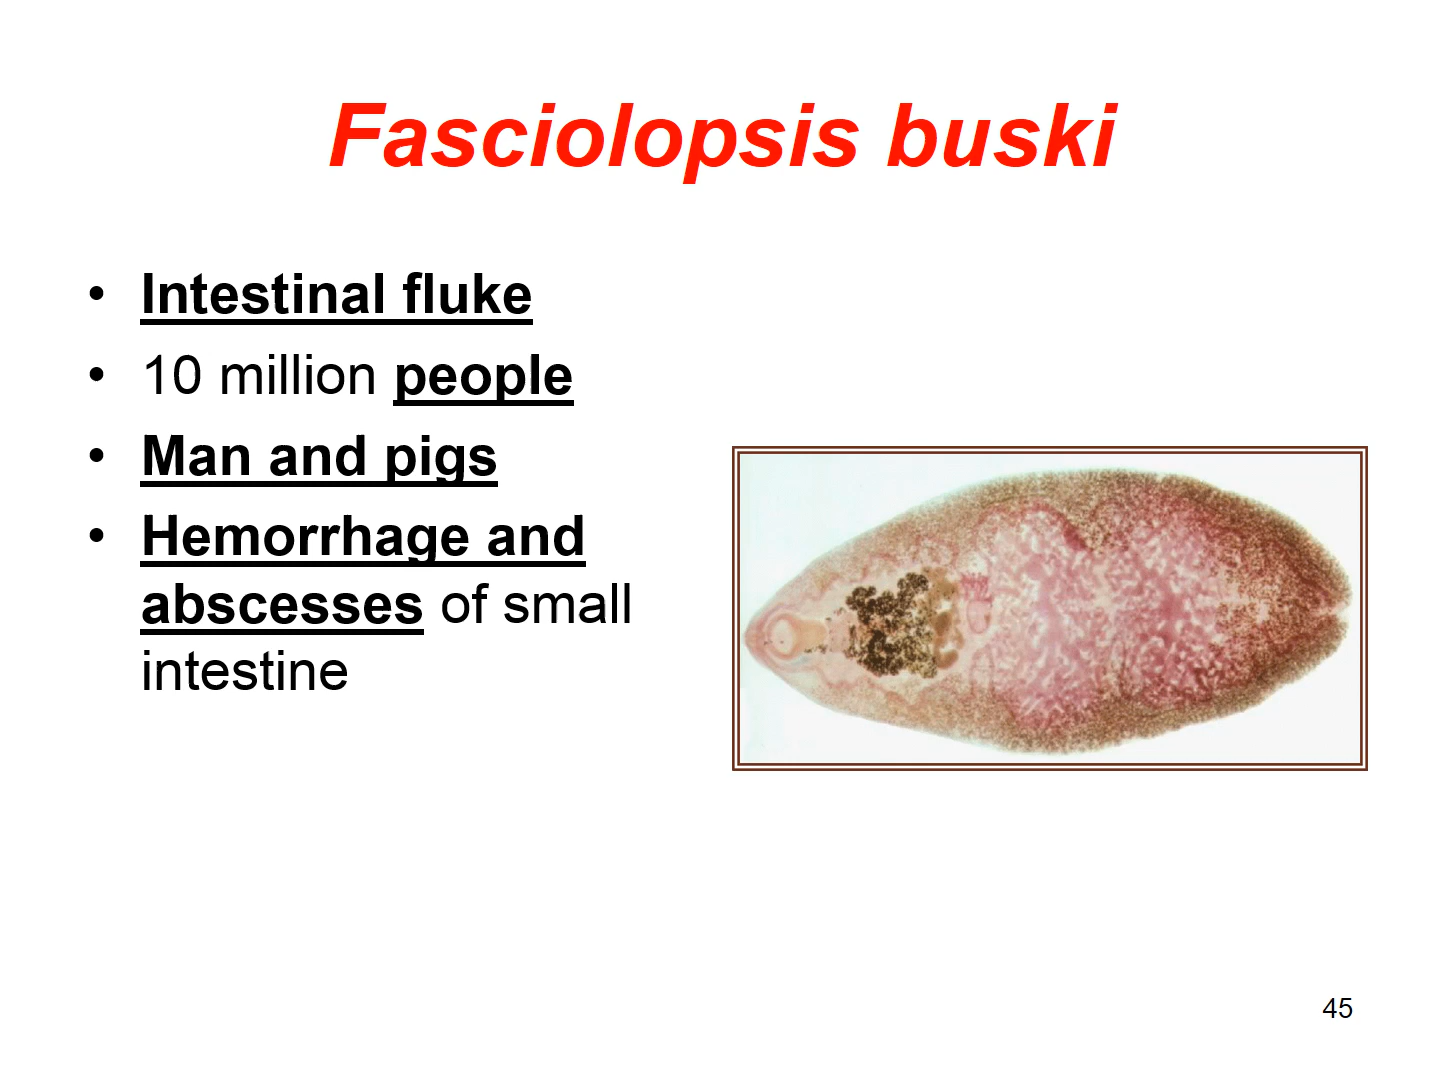 Fasciolopsis buski
• Intestinal fluke
• 10 million people
• Man and pigs
• Hemorrhage and
abscesses of small
intestine
45